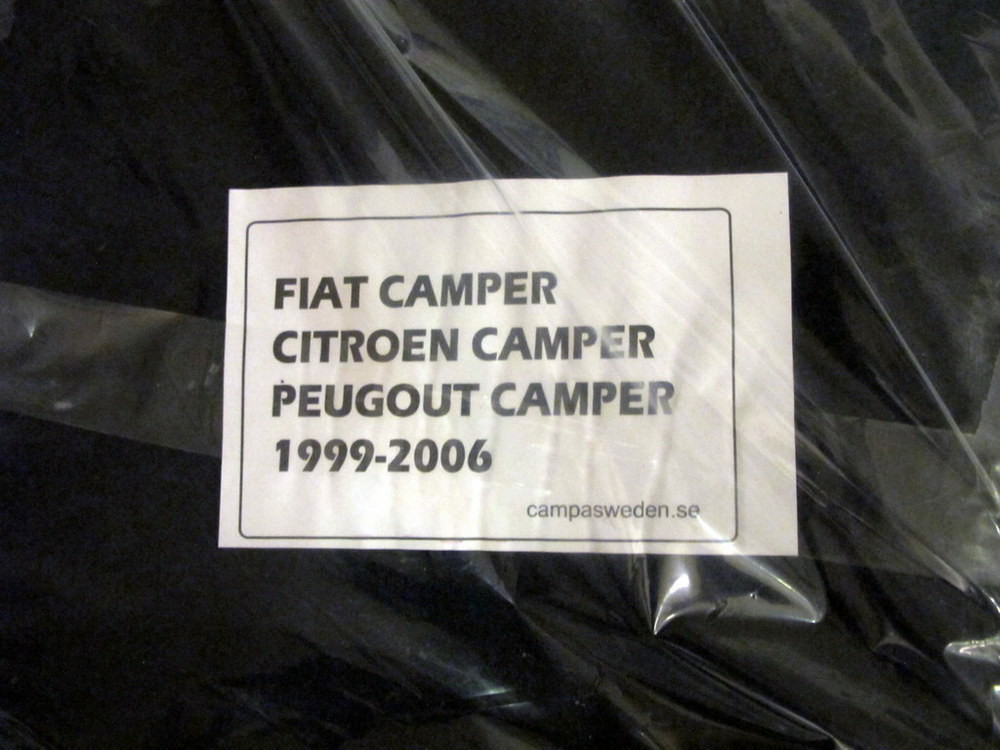 FIAT CAMPER
CITROEN CAMPER
PEUGOUT CAMPER
1999-2006
campasweden.se